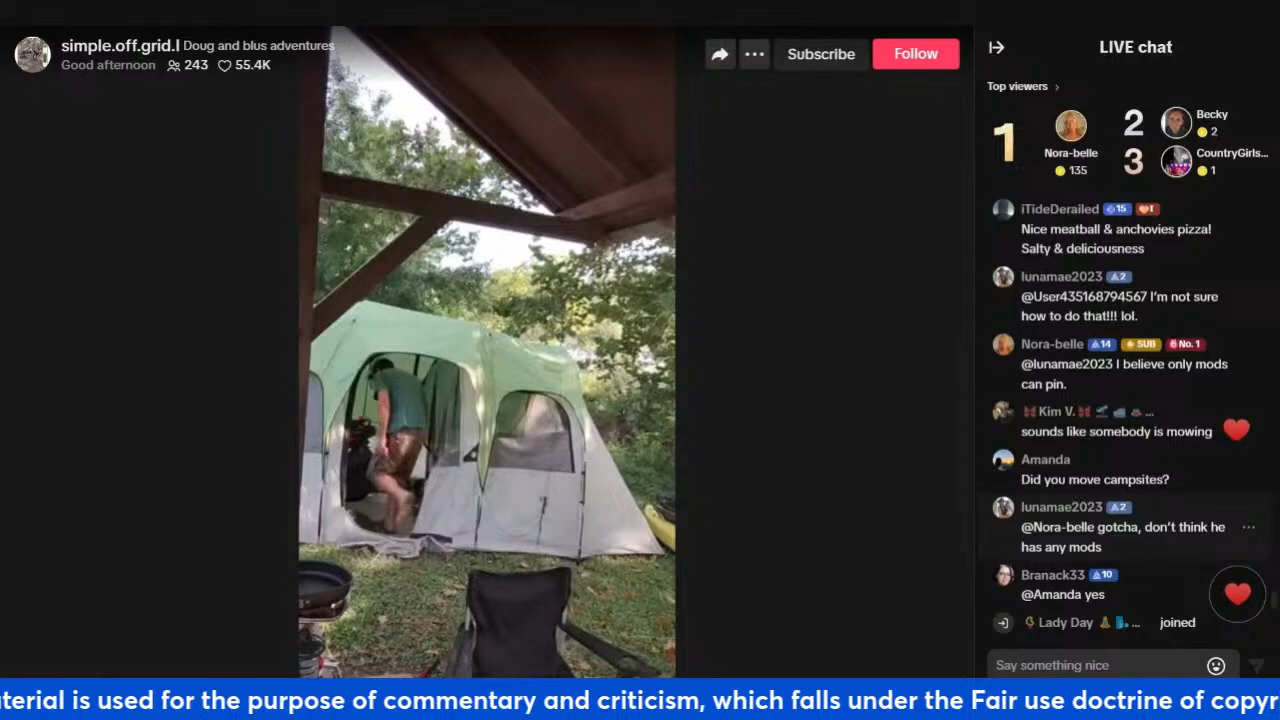 simple.off.grid.l Doug and blus adventures
Good afternoon 243 55.4K
Subscribe
Follow
LIVE chat
Top viewers
1
Nora-belle
135
2
Becky
2
3
CountryGirls...
1
iTideDerailed 15 I
Nice meatball & anchovies pizza!
Salty & deliciousness
lunamae2023 2
@User435168794567 I'm not sure
how to do that!!! lol.
Nora-belle 14 SUB No. 1
@lunamae2023 I believe only mods
can pin.
Kim V. ...
sounds like somebody is mowing
Amanda
Did you move campsites?
lunamae2023 2
@Nora-belle gotcha, don't think he
has any mods
Branack33 10
@Amanda yes
Lady Day ... joined
Say something nice
terial is used for the purpose of commentary and criticism, which falls under the Fair use doctrine of copyr